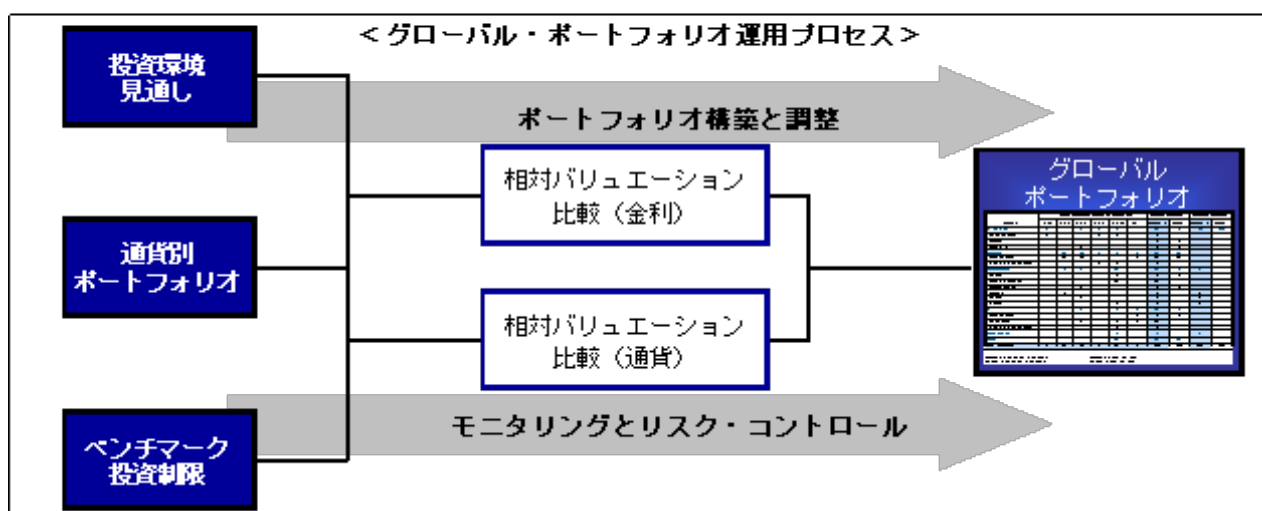 <グローバル・ポートフォリオ運用プロセス>
投資環境
見通し
ポートフォリオ構築と調整
相対バリュエーション
比較（金利）
グローバル
ポートフォリオ
通貨別
ポートフォリオ
相対バリュエーション
比較（通貨）
モニタリングとリスク・コントロール
ベンチマーク
投資制限